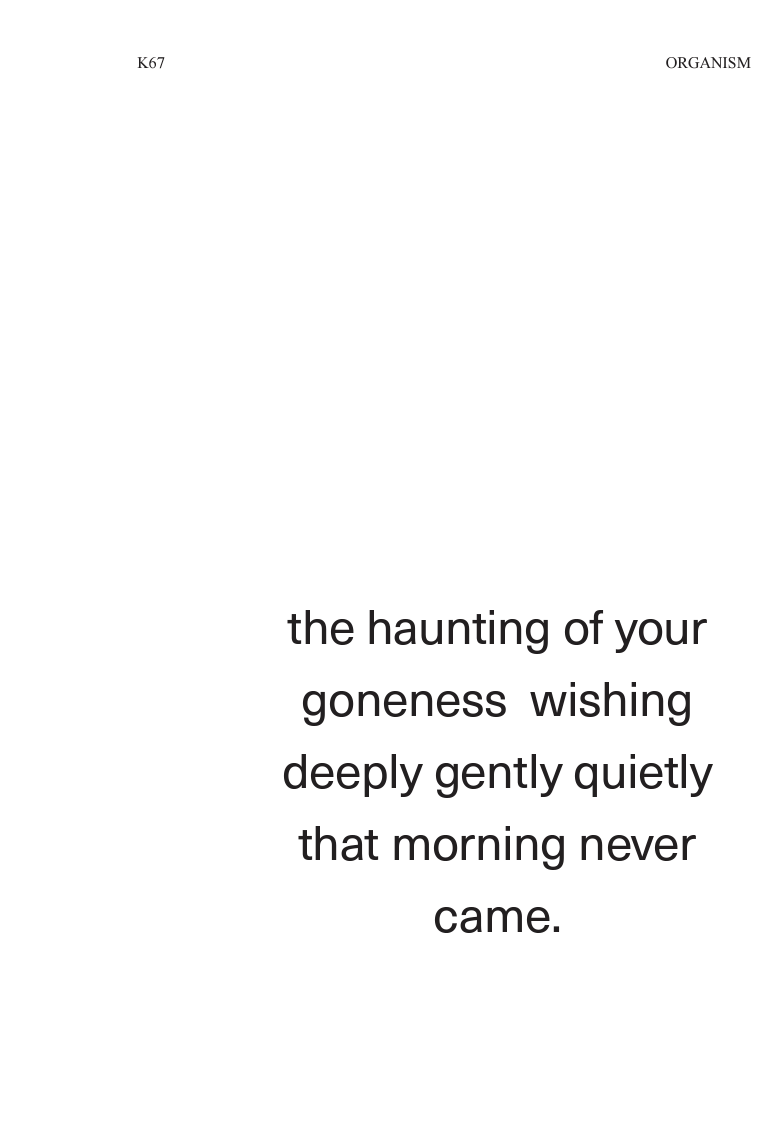 K67 ORGANISM
the haunting of your
goneness  wishing
deeply gently quietly
that morning never
came.